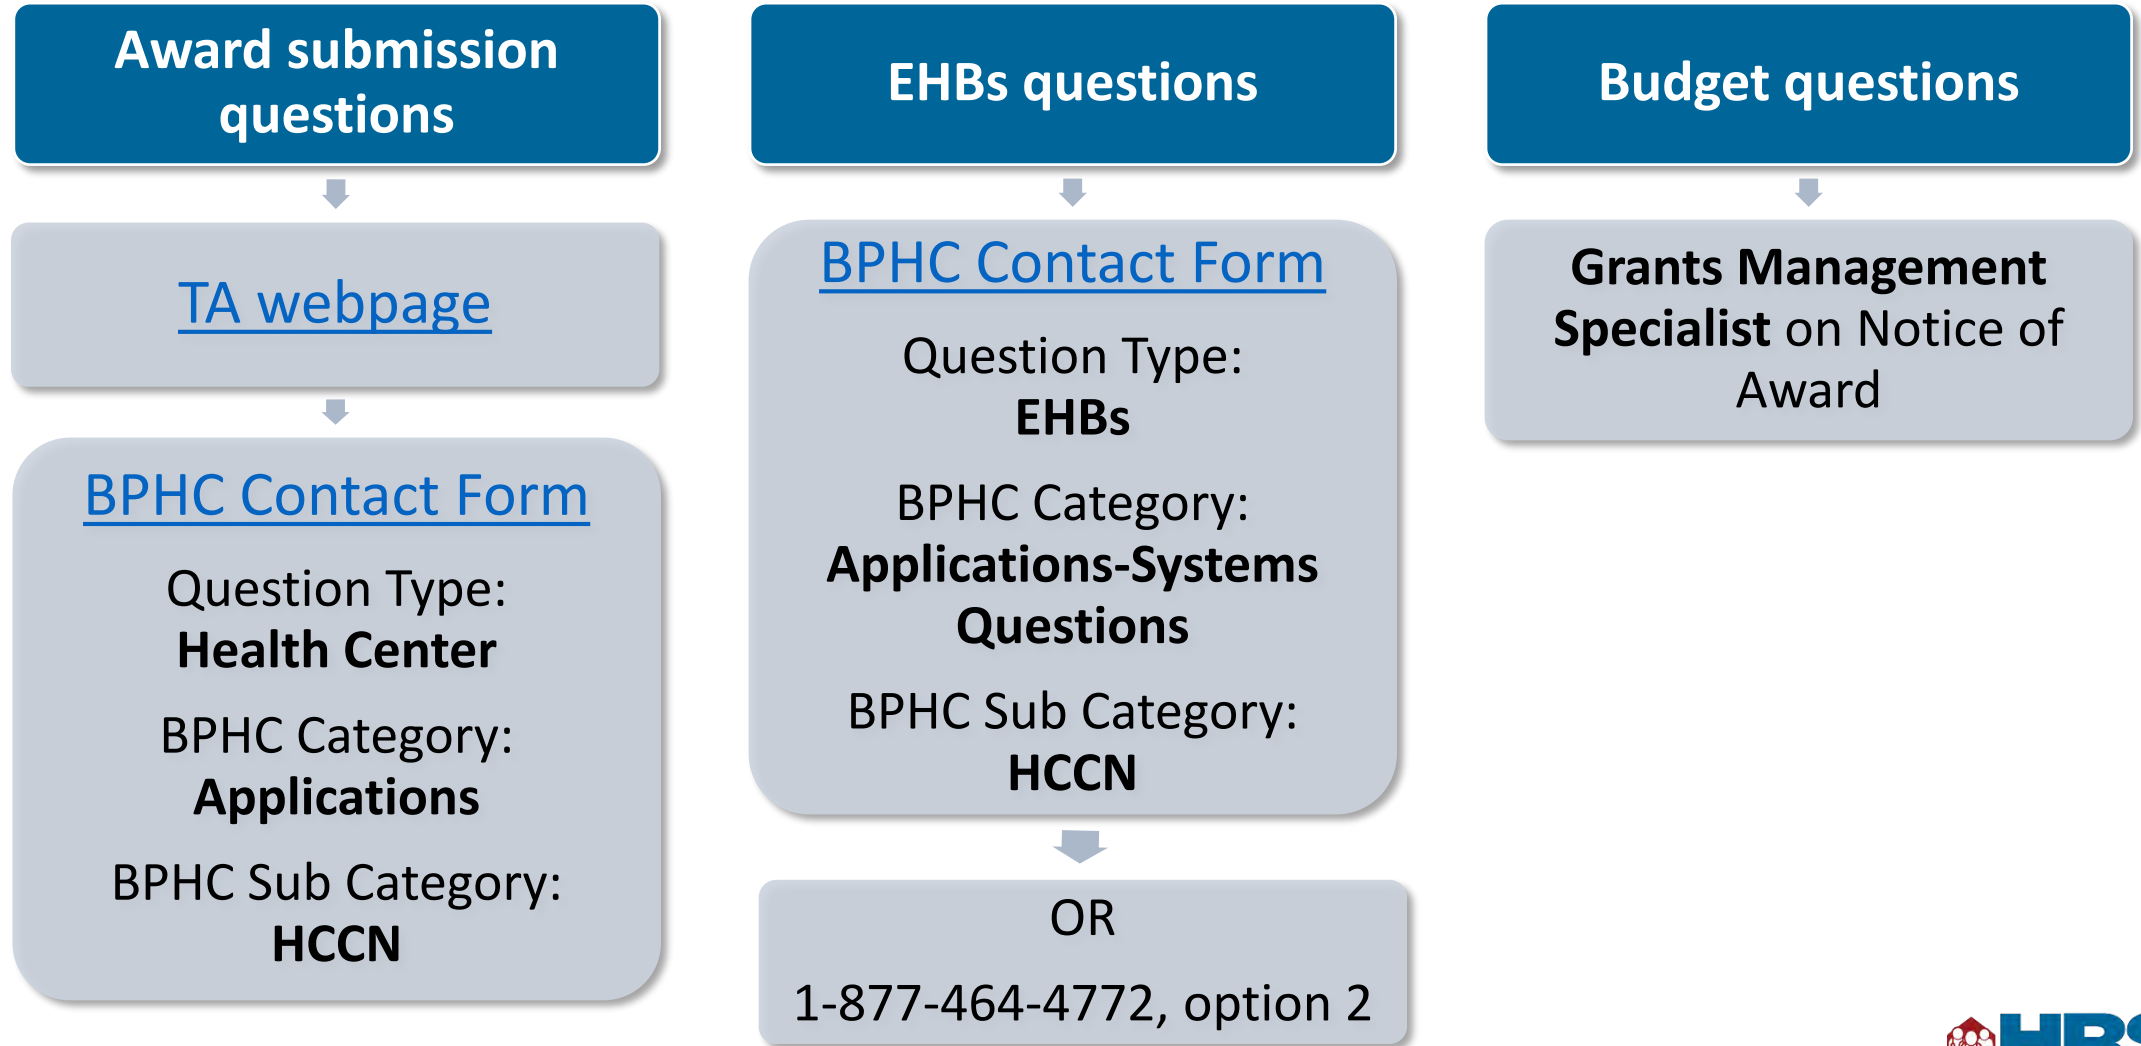 Award submission
questions
TA webpage
BPHC Contact Form
Question Type:
Health Center
BPHC Category:
Applications
BPHC Sub Category:
HCCN
EHBs questions
BPHC Contact Form
Question Type:
EHBs
BPHC Category:
Applications-Systems
Questions
BPHC Sub Category:
HCCN
OR
1-877-464-4772, option 2
Budget questions
Grants Management
Specialist on Notice of
Award